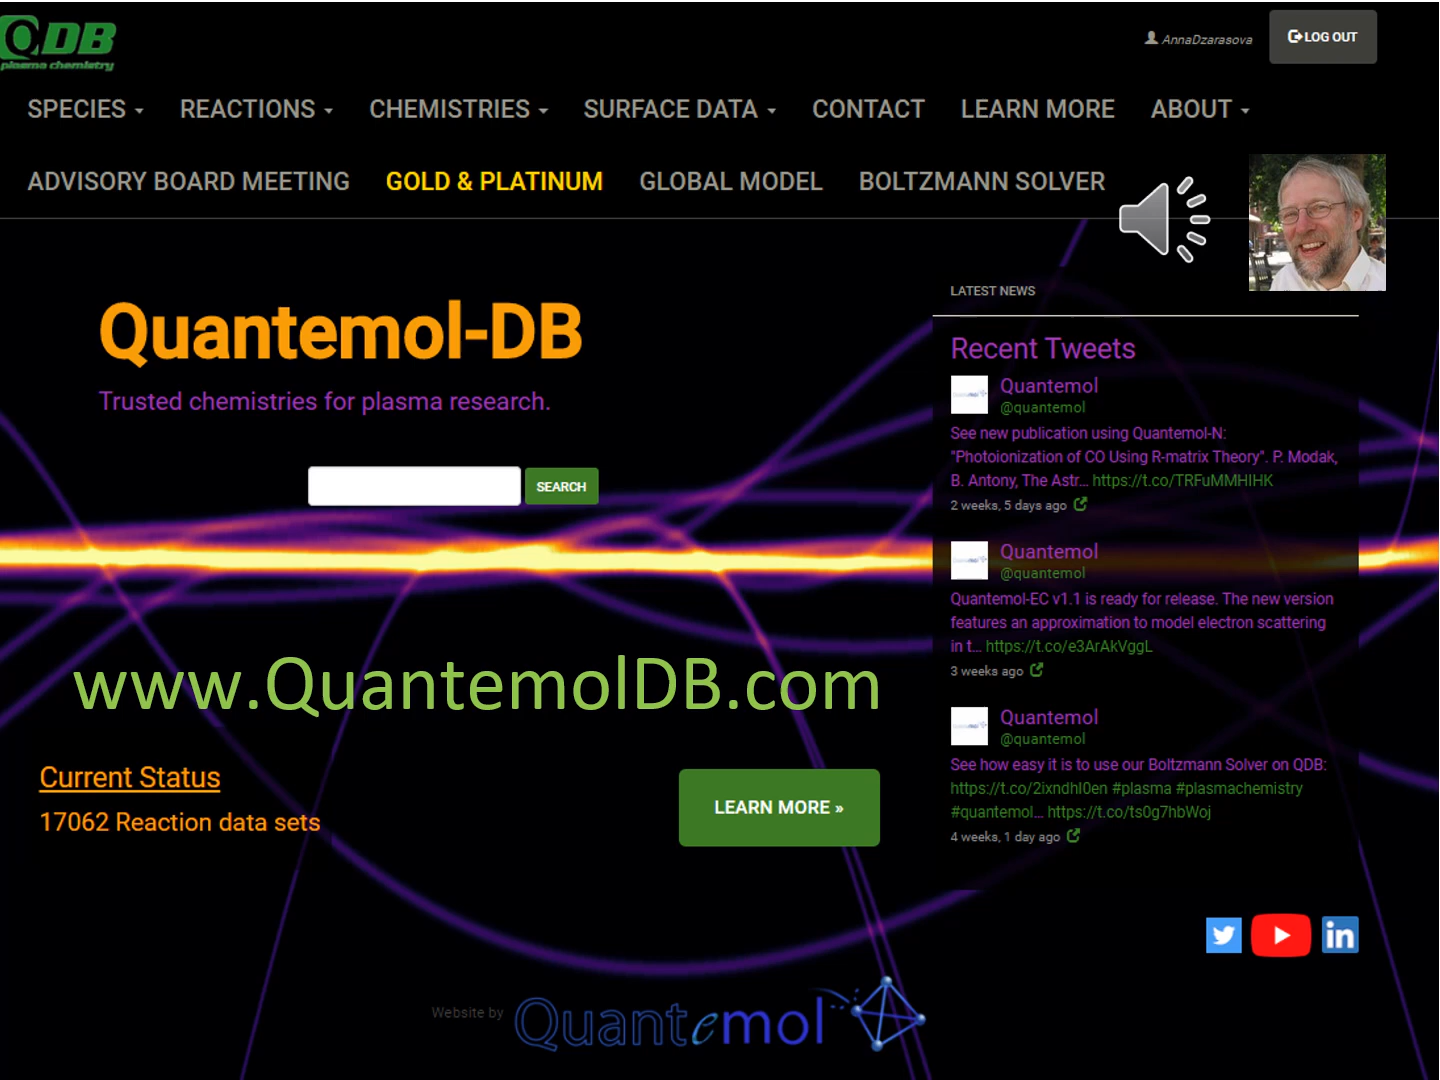 QDB
plasma chemistry
AnnaDzarasova
LOG OUT
SPECIES
REACTIONS
CHEMISTRIES
SURFACE DATA
CONTACT
LEARN MORE
ABOUT
ADVISORY BOARD MEETING
GOLD & PLATINUM
GLOBAL MODEL
BOLTZMANN SOLVER
Quantemol-DB
Trusted chemistries for plasma research.
SEARCH
www.QuantemolDB.com
Current Status
17062 Reaction data sets
LEARN MORE »
LATEST NEWS
Recent Tweets
Quantemol
@quantemol
See new publication using Quantemol-N:
"Photoionization of CO Using R-matrix Theory". P. Modak,
B. Antony, The Astr... https://t.co/TRFuMMHIHK
2 weeks, 5 days ago
Quantemol
@quantemol
Quantemol-EC v1.1 is ready for release. The new version
features an approximation to model electron scattering
in t... https://t.co/e3ArAkVggL
3 weeks ago
Quantemol
@quantemol
See how easy it is to use our Boltzmann Solver on QDB:
https://t.co/2ixndhI0en #plasma #plasmachemistry
#quantemol... https://t.co/ts0g7hbWoj
4 weeks, 1 day ago
in
Website by
Quantemol